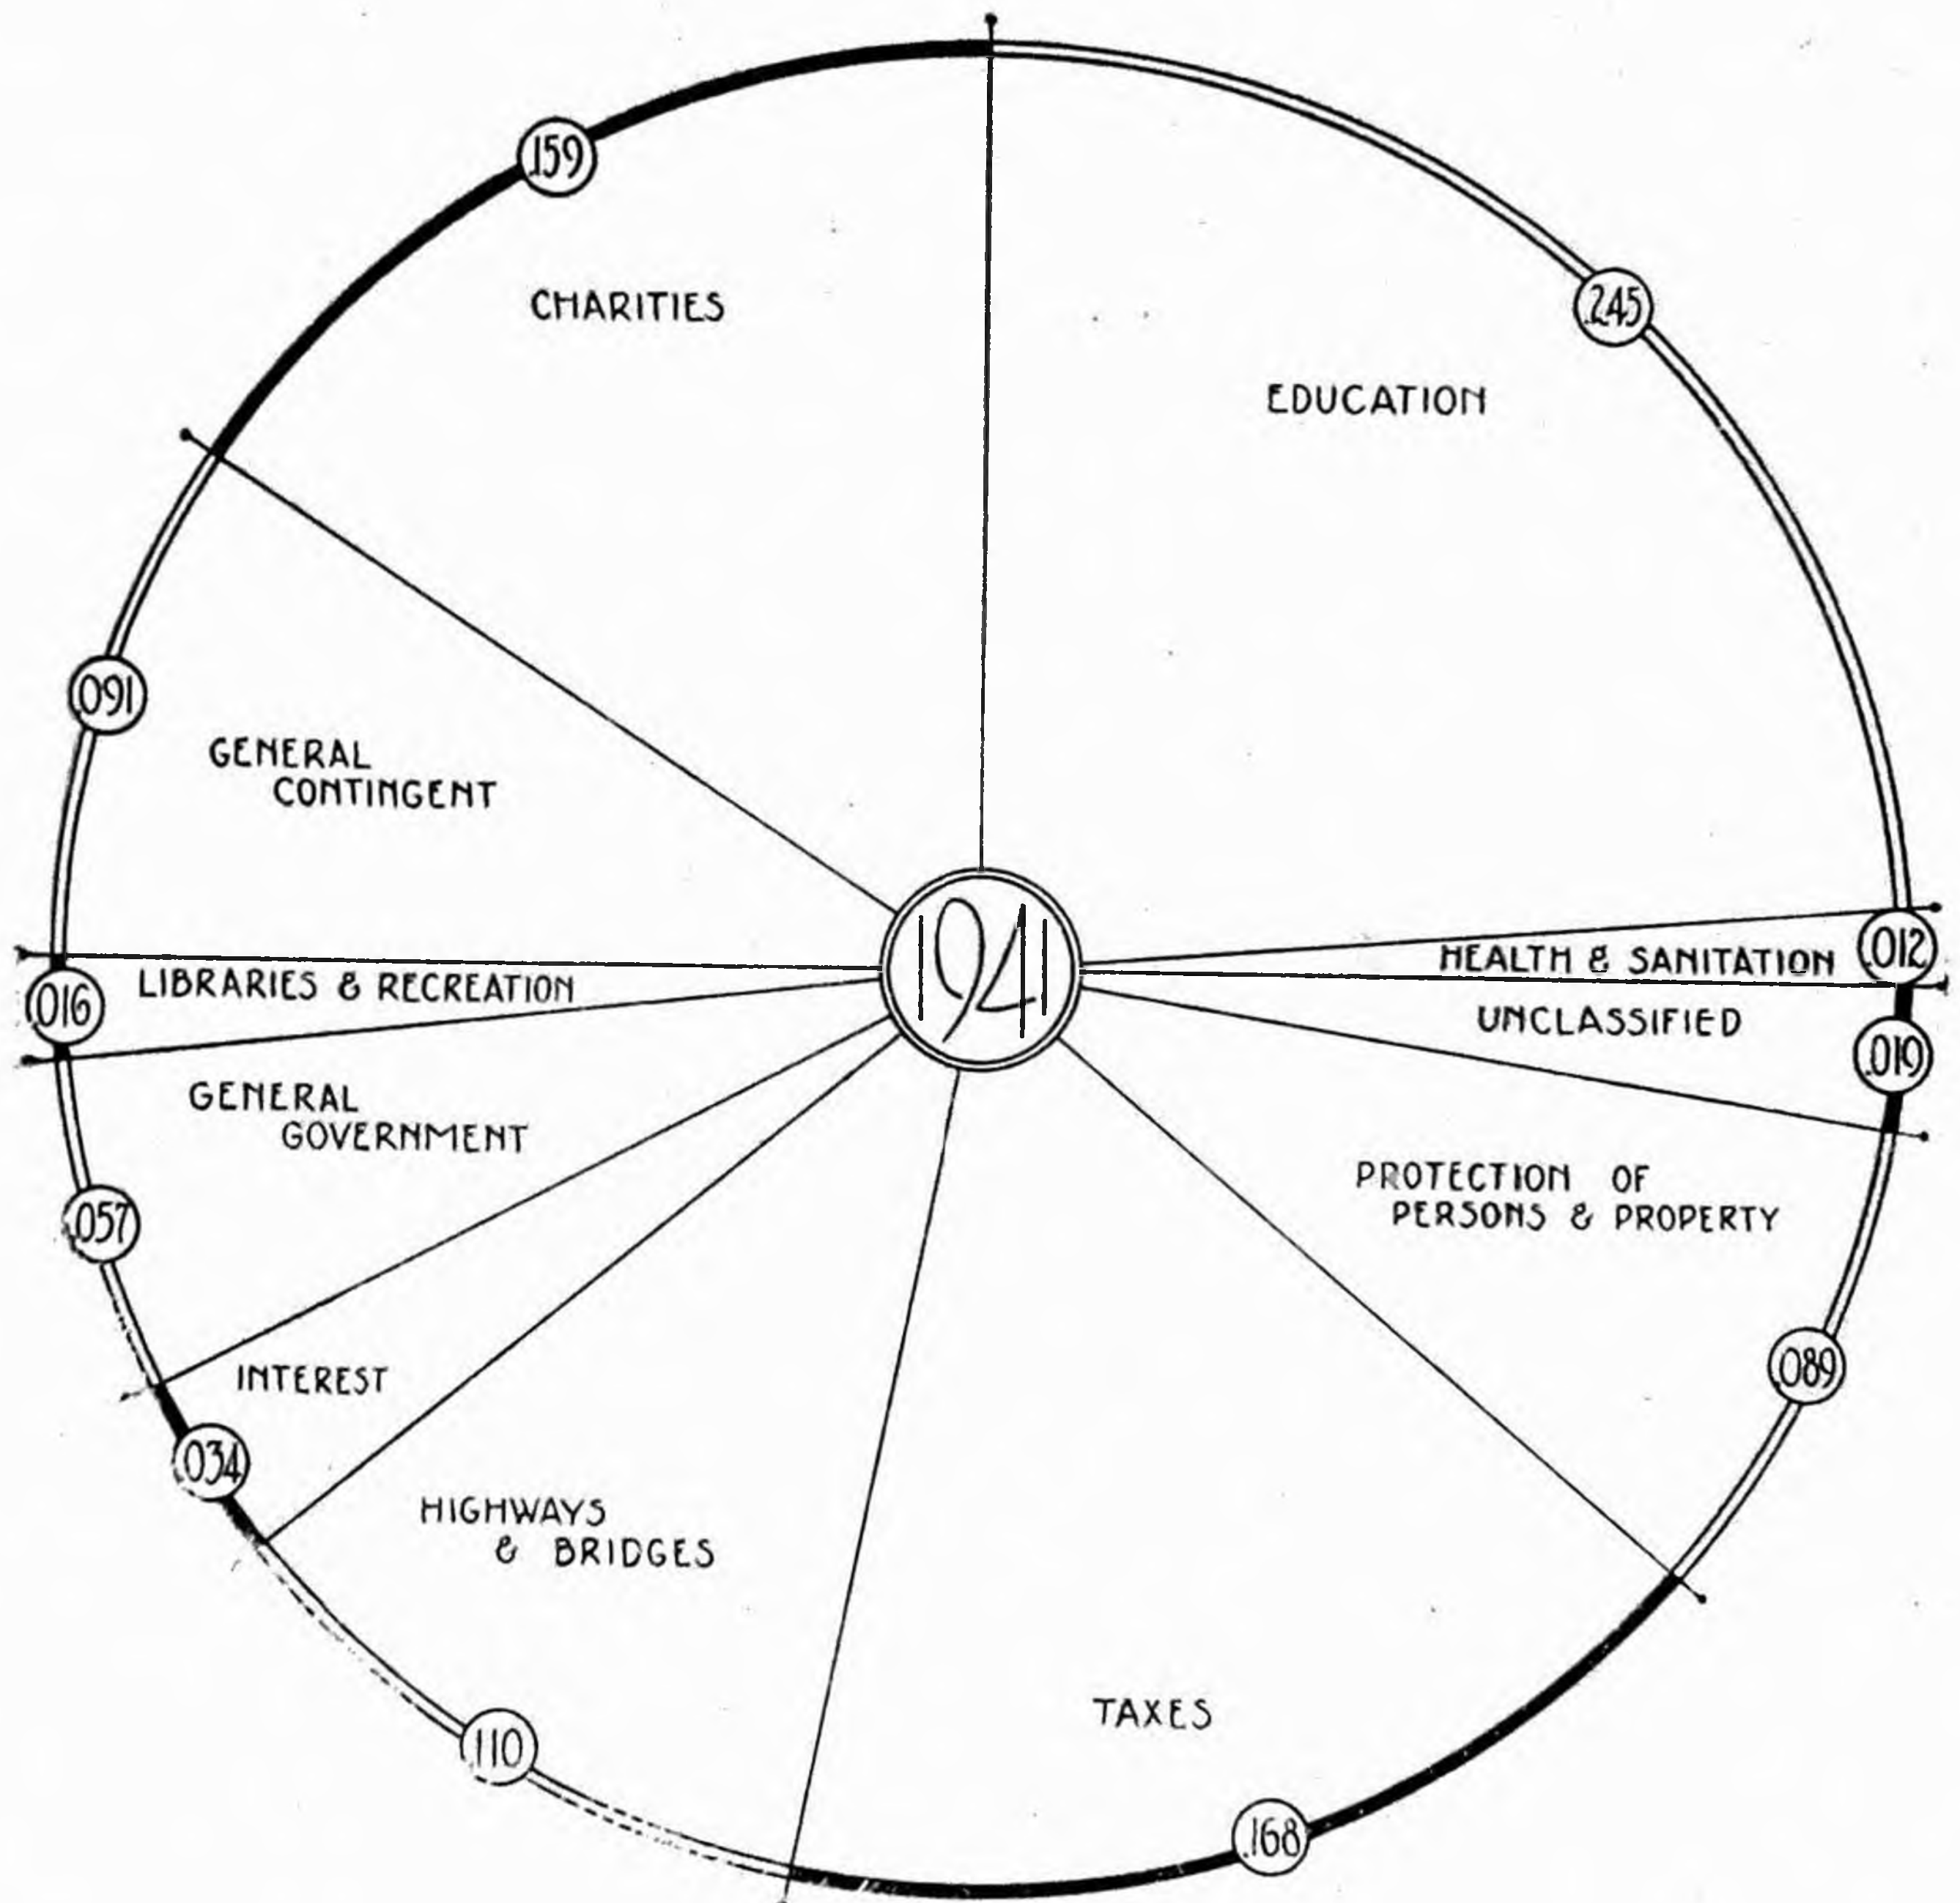 .159
CHARITIES
.245
EDUCATION
.091
GENERAL
CONTINGENT
.016
LIBRARIES & RECREATION
1941
HEALTH & SANITATION
.012
UNCLASSIFIED
.019
GENERAL
GOVERNMENT
.057
PROTECTION OF
PERSONS & PROPERTY
.089
INTEREST
.034
HIGHWAYS
& BRIDGES
.110
TAXES
.168